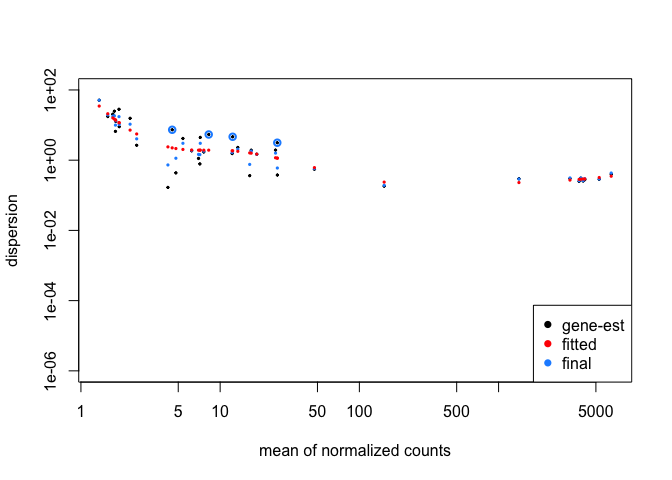 1e+02
1e+00
1e-02
1e-04
1e-06
dispersion
gene-est
fitted
final
1 5 10 50 100 500 5000
mean of normalized counts